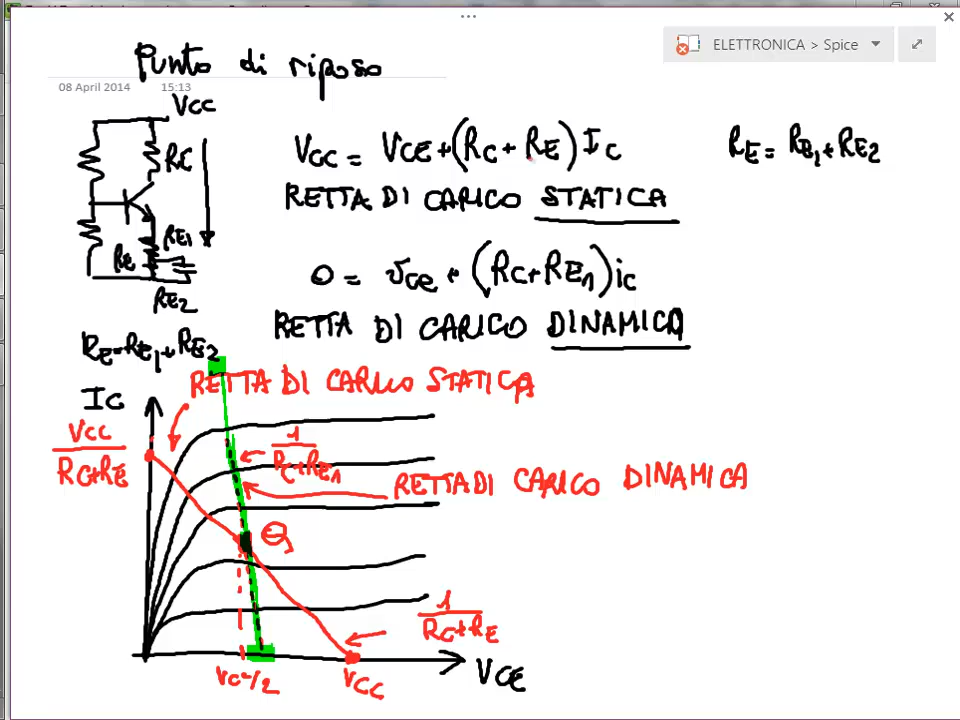 ELETTRONICA > Spice
Punto di riposo
08 April 2014 15:13
VCC
RC
RE1
RE
RE2
RE=RE1+RE2
VCC = VCE+(RC+RE)IC
RE=RE1+RE2
RETTA DI CARICO STATICA
0 = vce + (RC+RE1)ic
RETTA DI CARICO DINAMICA
RETTA DI CARICO STATICA
IC
VCC
RC+RE
1
RC+RE1
RETTA DI CARICO DINAMICA
Q
1
RC+RE
VCC
VCE